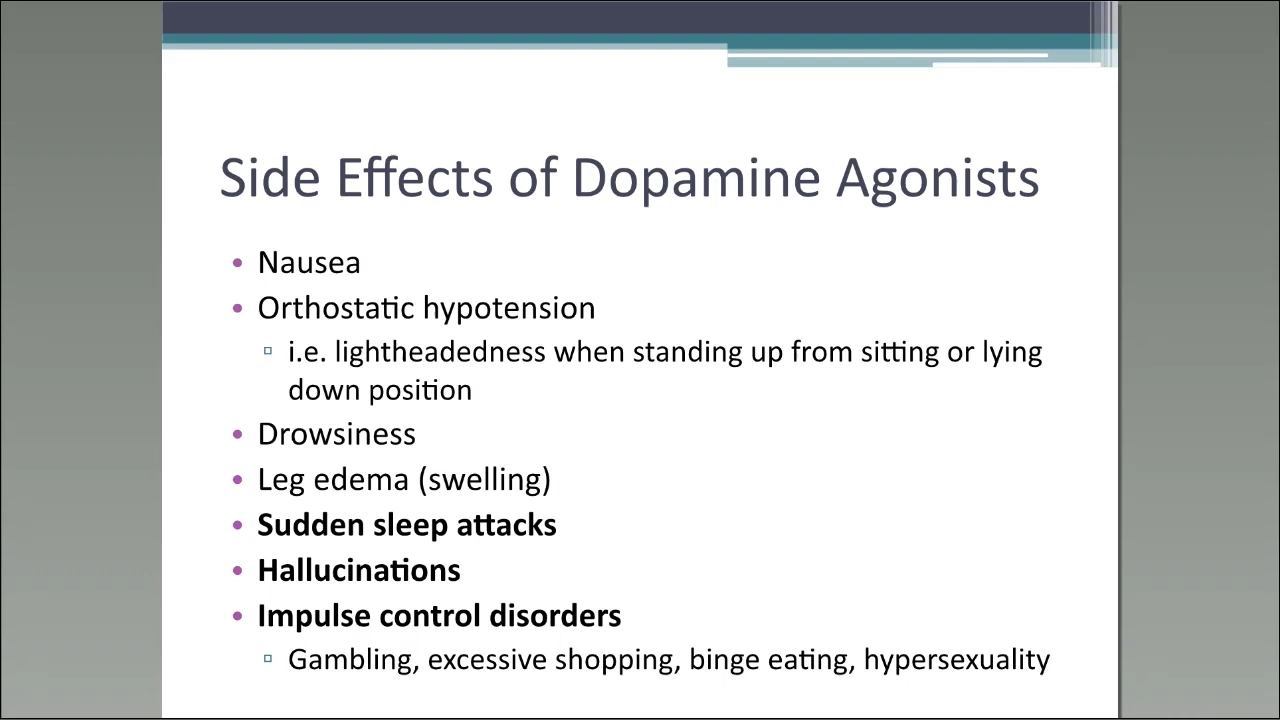 Side Effects of Dopamine Agonists
• Nausea
• Orthostatic hypotension
▫ i.e. lightheadedness when standing up from sitting or lying
down position
• Drowsiness
• Leg edema (swelling)
• Sudden sleep attacks
• Hallucinations
• Impulse control disorders
▫ Gambling, excessive shopping, binge eating, hypersexuality